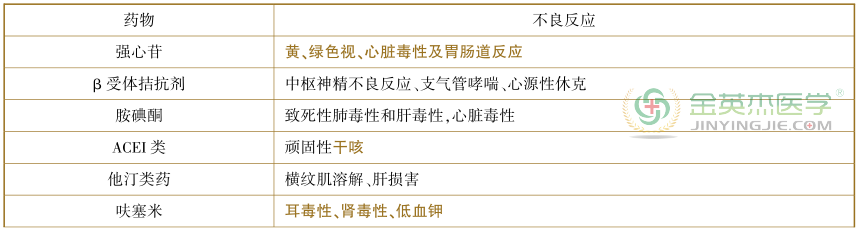 药物 不良反应
强心苷 黄、绿色视、心脏毒性及胃肠道反应
β受体拮抗剂 中枢神精不良反应、支气管哮喘、心源性休克
胺碘酮 致死性肺毒性和肝毒性,心脏毒性
ACEI 类 顽固性干咳
他汀类药 横纹肌溶解、肝损害
呋塞米 耳毒性、肾毒性、低血钾
金英杰医学®
JINYINGJIE.COM